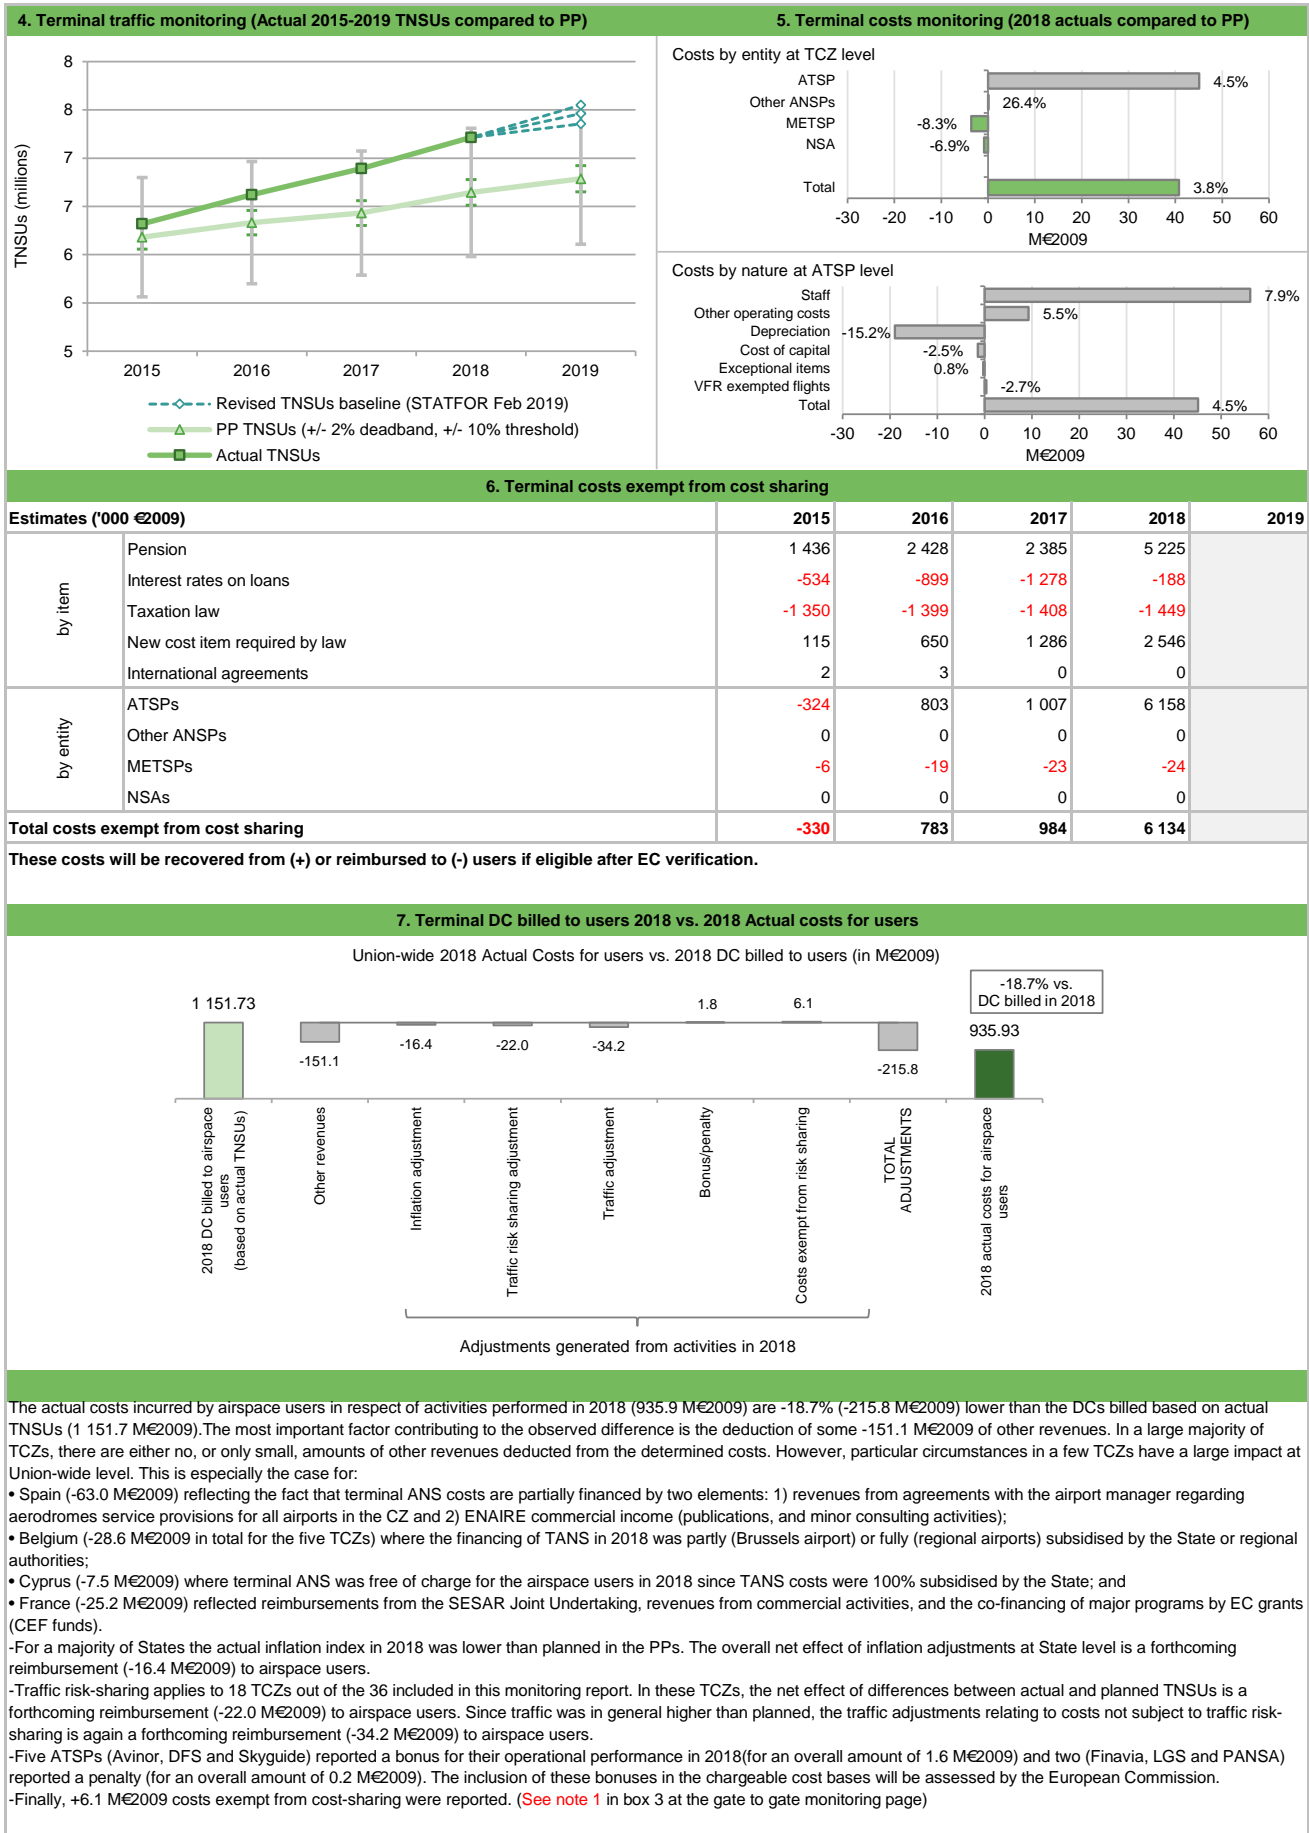 4. Terminal traffic monitoring (Actual 2015-2019 TNSUs compared to PP)
5. Terminal costs monitoring (2018 actuals compared to PP)
TNSUs (millions)
8
8
7
7
6
6
5
2015 2016 2017 2018 2019
Revised TNSUs baseline (STATFOR Feb 2019)
PP TNSUs (+/- 2% deadband, +/- 10% threshold)
Actual TNSUs
Costs by entity at TCZ level
ATSP 4.5%
Other ANSPs 26.4%
METSP -8.3%
NSA -6.9%
Total 3.8%
-30 -20 -10 0 10 20 30 40 50 60
M€2009
Costs by nature at ATSP level
Staff 7.9%
Other operating costs 5.5%
Depreciation -15.2%
Cost of capital -2.5%
Exceptional items 0.8%
VFR exempted flights -2.7%
Total 4.5%
-30 -20 -10 0 10 20 30 40 50 60
M€2009
6. Terminal costs exempt from cost sharing
Estimates ('000 €2009) 2015 2016 2017 2018 2019
by item
Pension 1 436 2 428 2 385 5 225
Interest rates on loans -534 -899 -1 278 -188
Taxation law -1 350 -1 399 -1 408 -1 449
New cost item required by law 115 650 1 286 2 546
International agreements 2 3 0 0
by entity
ATSPs -324 803 1 007 6 158
Other ANSPs 0 0 0 0
METSPs -6 -19 -23 -24
NSAs 0 0 0 0
Total costs exempt from cost sharing -330 783 984 6 134
These costs will be recovered from (+) or reimbursed to (-) users if eligible after EC verification.
7. Terminal DC billed to users 2018 vs. 2018 Actual costs for users
Union-wide 2018 Actual Costs for users vs. 2018 DC billed to users (in M€2009)
-18.7% vs.
DC billed in 2018
1 151.73
-151.1
-16.4
-22.0
-34.2
1.8
6.1
-215.8
935.93
2018 DC billed to airspace
users
(based on actual TNSUs)
Other revenues
Inflation adjustment
Traffic risk sharing adjustment
Traffic adjustment
Bonus/penalty
Costs exempt from risk sharing
TOTAL
ADJUSTMENTS
2018 actual costs for airspace
users
Adjustments generated from activities in 2018
The actual costs incurred by airspace users in respect of activities performed in 2018 (935.9 M€2009) are -18.7% (-215.8 M€2009) lower than the DCs billed based on actual
TNSUs (1 151.7 M€2009).The most important factor contributing to the observed difference is the deduction of some -151.1 M€2009 of other revenues. In a large majority of
TCZs, there are either no, or only small, amounts of other revenues deducted from the determined costs. However, particular circumstances in a few TCZs have a large impact at
Union-wide level. This is especially the case for:
• Spain (-63.0 M€2009) reflecting the fact that terminal ANS costs are partially financed by two elements: 1) revenues from agreements with the airport manager regarding
aerodromes service provisions for all airports in the CZ and 2) ENAIRE commercial income (publications, and minor consulting activities);
• Belgium (-28.6 M€2009 in total for the five TCZs) where the financing of TANS in 2018 was partly (Brussels airport) or fully (regional airports) subsidised by the State or regional
authorities;
• Cyprus (-7.5 M€2009) where terminal ANS was free of charge for the airspace users in 2018 since TANS costs were 100% subsidised by the State; and
• France (-25.2 M€2009) reflected reimbursements from the SESAR Joint Undertaking, revenues from commercial activities, and the co-financing of major programs by EC grants
(CEF funds).
-For a majority of States the actual inflation index in 2018 was lower than planned in the PPs. The overall net effect of inflation adjustments at State level is a forthcoming
reimbursement (-16.4 M€2009) to airspace users.
-Traffic risk-sharing applies to 18 TCZs out of the 36 included in this monitoring report. In these TCZs, the net effect of differences between actual and planned TNSUs is a
forthcoming reimbursement (-22.0 M€2009) to airspace users. Since traffic was in general higher than planned, the traffic adjustments relating to costs not subject to traffic risk-
sharing is again a forthcoming reimbursement (-34.2 M€2009) to airspace users.
-Five ATSPs (Avinor, DFS and Skyguide) reported a bonus for their operational performance in 2018(for an overall amount of 1.6 M€2009) and two (Finavia, LGS and PANSA)
reported a penalty (for an overall amount of 0.2 M€2009). The inclusion of these bonuses in the chargeable cost bases will be assessed by the European Commission.
-Finally, +6.1 M€2009 costs exempt from cost-sharing were reported. (See note 1 in box 3 at the gate to gate monitoring page)